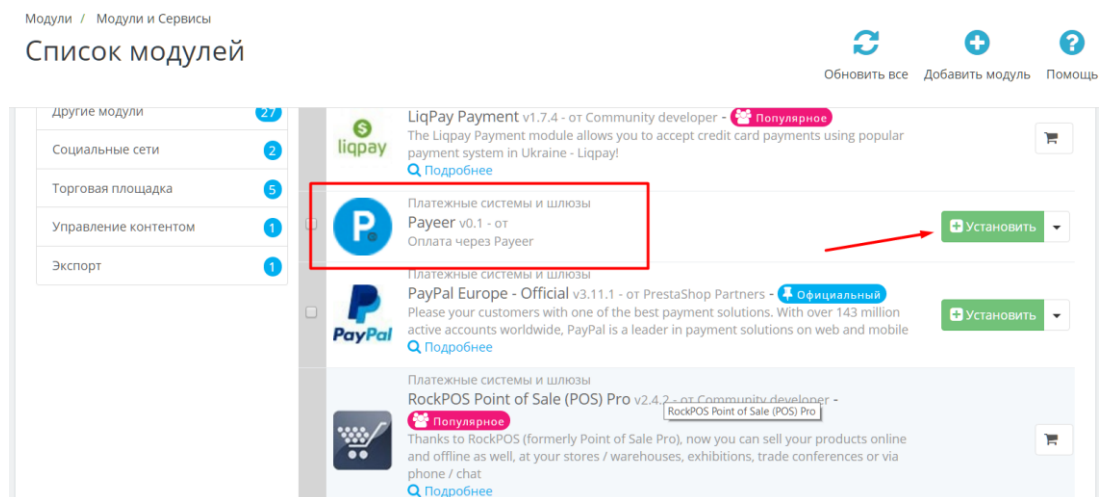 Модули / Модули и Сервисы
Список модулей
Обновить все
Добавить модуль
Помощь
Другие модули 27
Социальные сети 2
Торговая площадка 5
Управление контентом 1
Экспорт 1
liqpay
LiqPay Payment v1.7.4 - от Community developer - Популярное
The Liqpay Payment module allows you to accept credit card payments using popular
payment system in Ukraine - Liqpay!
Подробнее
Платежные системы и шлюзы
Payeer v0.1 - от
Оплата через Payeer
Установить
Платежные системы и шлюзы
PayPal Europe - Official v3.11.1 - от PrestaShop Partners - Официальный
Please your customers with one of the best payment solutions. With over 143 million
active accounts worldwide, PayPal is a leader in payment solutions on web and mobile
Подробнее
PayPal
Установить
Платежные системы и шлюзы
RockPOS Point of Sale (POS) Pro v2.4.2 - от Community developer -
RockPOS Point of Sale (POS) Pro
Популярное
Thanks to RockPOS (formerly Point of Sale Pro), now you can sell your products online
and offline as well, at your stores / warehouses, exhibitions, trade conferences or via
phone / chat
Подробнее